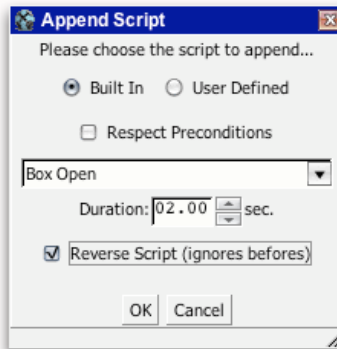 Append Script
Please choose the script to append...
Built In User Defined
Respect Preconditions
Box Open
Duration: 02.00 sec.
Reverse Script (ignores befores)
OK Cancel